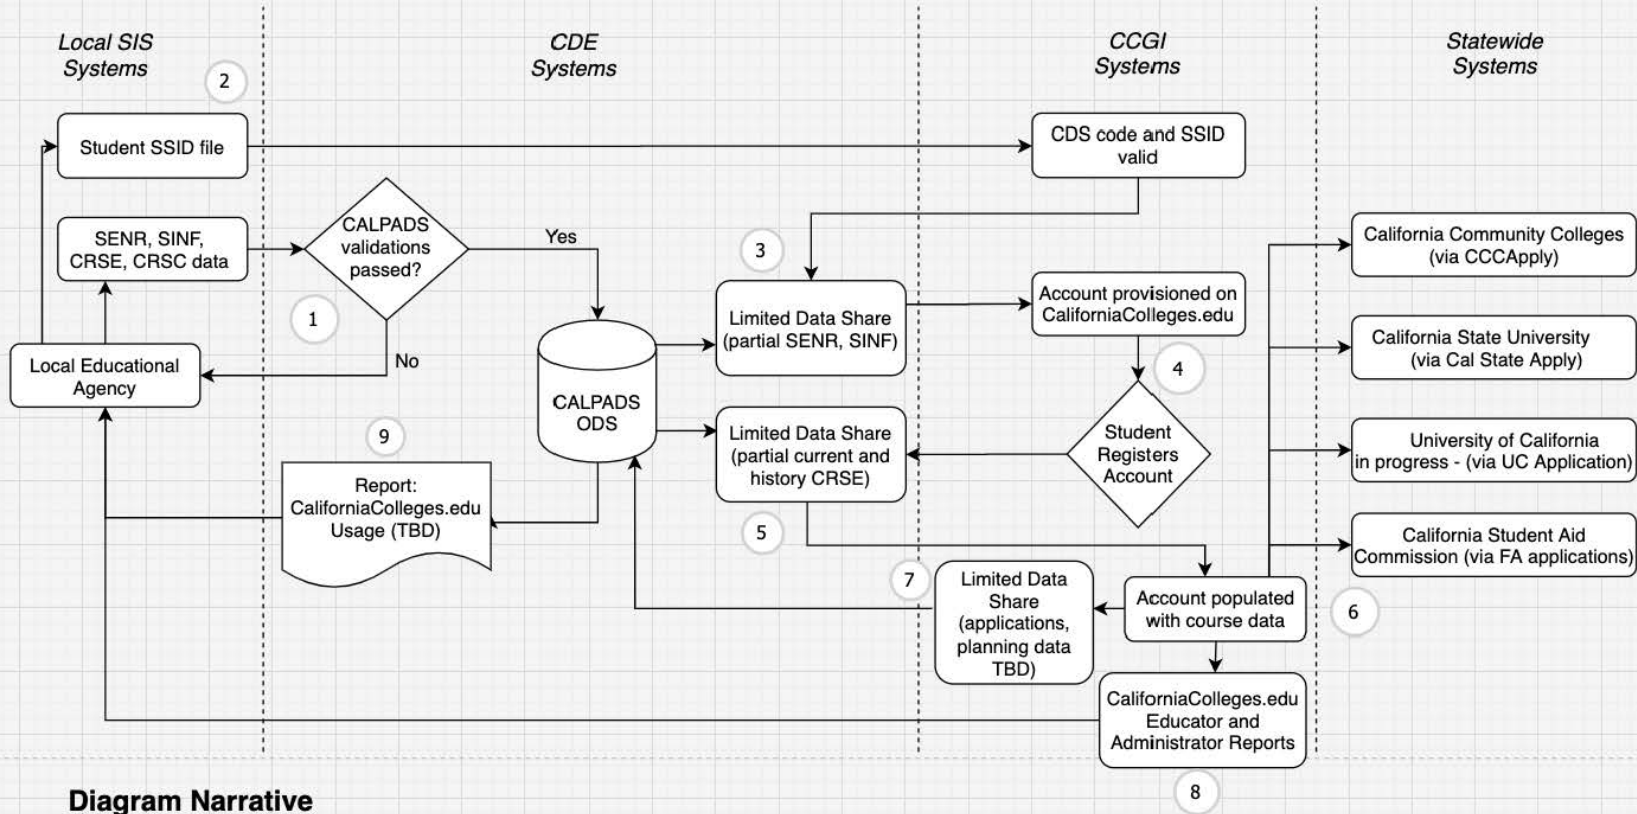 Local SIS
Systems
CDE
Systems
CCGI
Systems
Statewide
Systems
2
Student SSID file
CDS code and SSID
valid
SENR, SINF,
CRSE, CRSC data
CALPADS
validations
passed?
Yes
No
1
3
Limited Data Share
(partial SENR, SINF)
Account provisioned on
CaliforniaColleges.edu
4
California Community Colleges
(via CCCApply)
California State University
(via Cal State Apply)
University of California
in progress - (via UC Application)
California Student Aid
Commission (via FA applications)
Local Educational
Agency
CALPADS
ODS
Limited Data Share
(partial current and
history CRSE)
Student
Registers
Account
9
Report:
CaliforniaColleges.edu
Usage (TBD)
5
7
Limited Data
Share
(applications,
planning data
TBD)
Account populated
with course data
6
CaliforniaColleges.edu
Educator and
Administrator Reports
8
Diagram Narrative